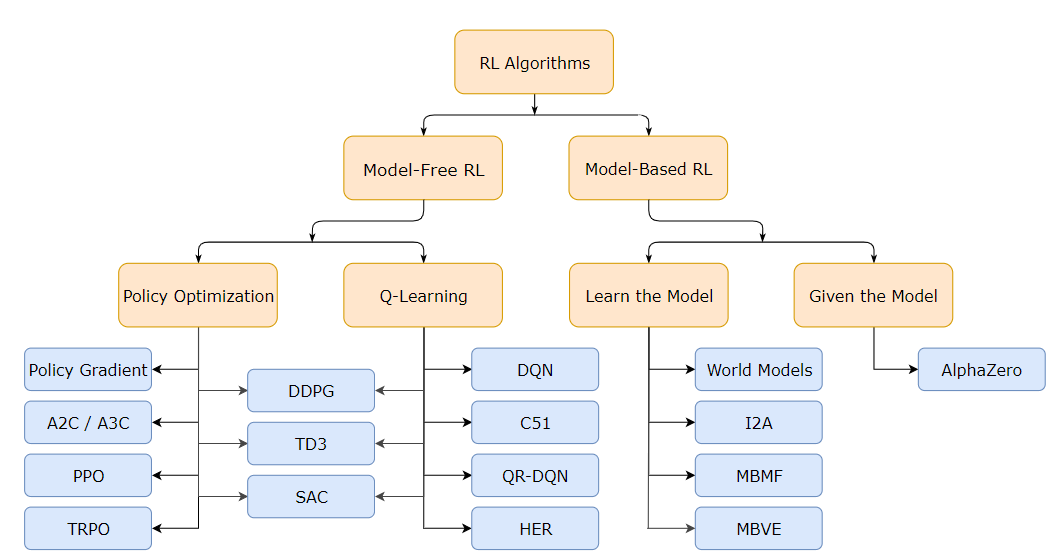 RL Algorithms
Model-Free RL
Model-Based RL
Policy Optimization
Q-Learning
Learn the Model
Given the Model
Policy Gradient
DDPG
DQN
World Models
AlphaZero
A2C / A3C
TD3
C51
I2A
PPO
SAC
QR-DQN
MBMF
TRPO
HER
MBVE